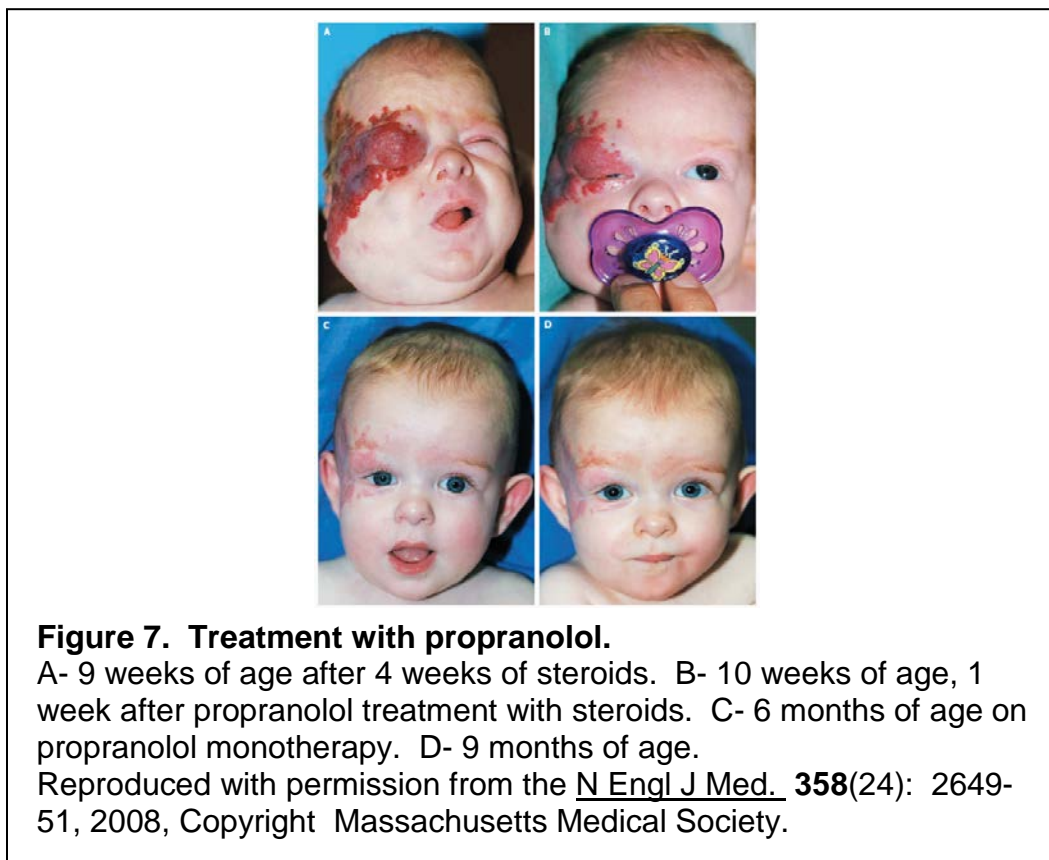 A
B
C
D
Figure 7. Treatment with propranolol.
A- 9 weeks of age after 4 weeks of steroids. B- 10 weeks of age, 1
week after propranolol treatment with steroids. C- 6 months of age on
propranolol monotherapy. D- 9 months of age.
Reproduced with permission from the N Engl J Med. 358(24): 2649-
51, 2008, Copyright Massachusetts Medical Society.